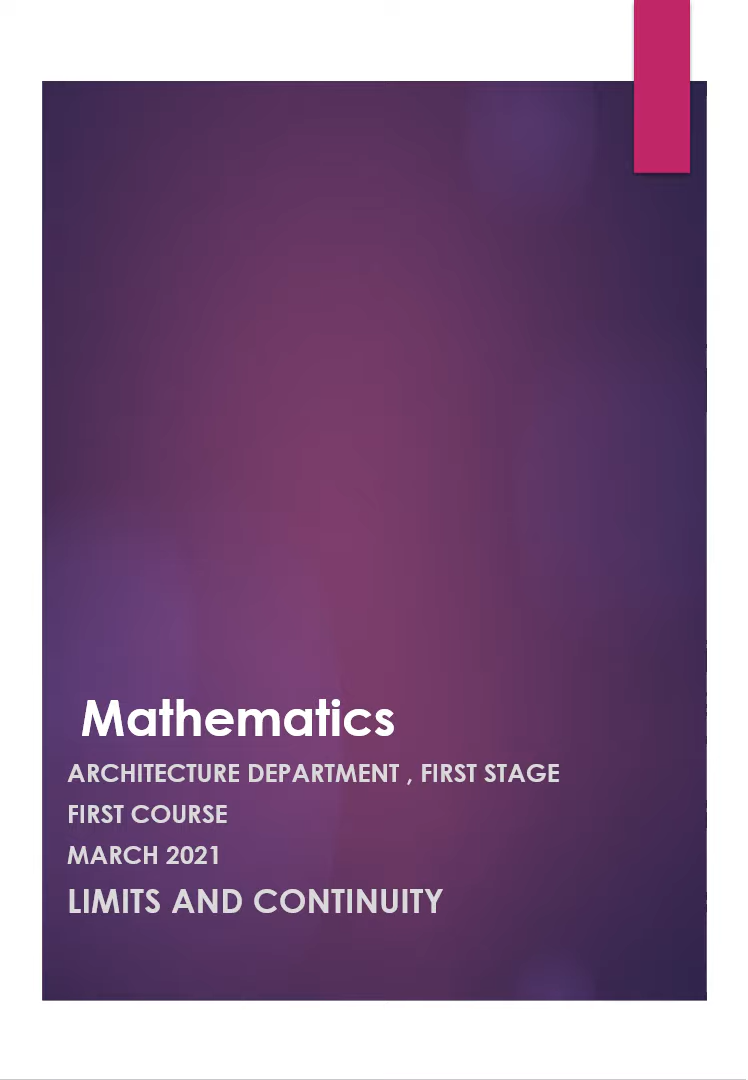 Mathematics
ARCHITECTURE DEPARTMENT , FIRST STAGE
FIRST COURSE
MARCH 2021
LIMITS AND CONTINUITY